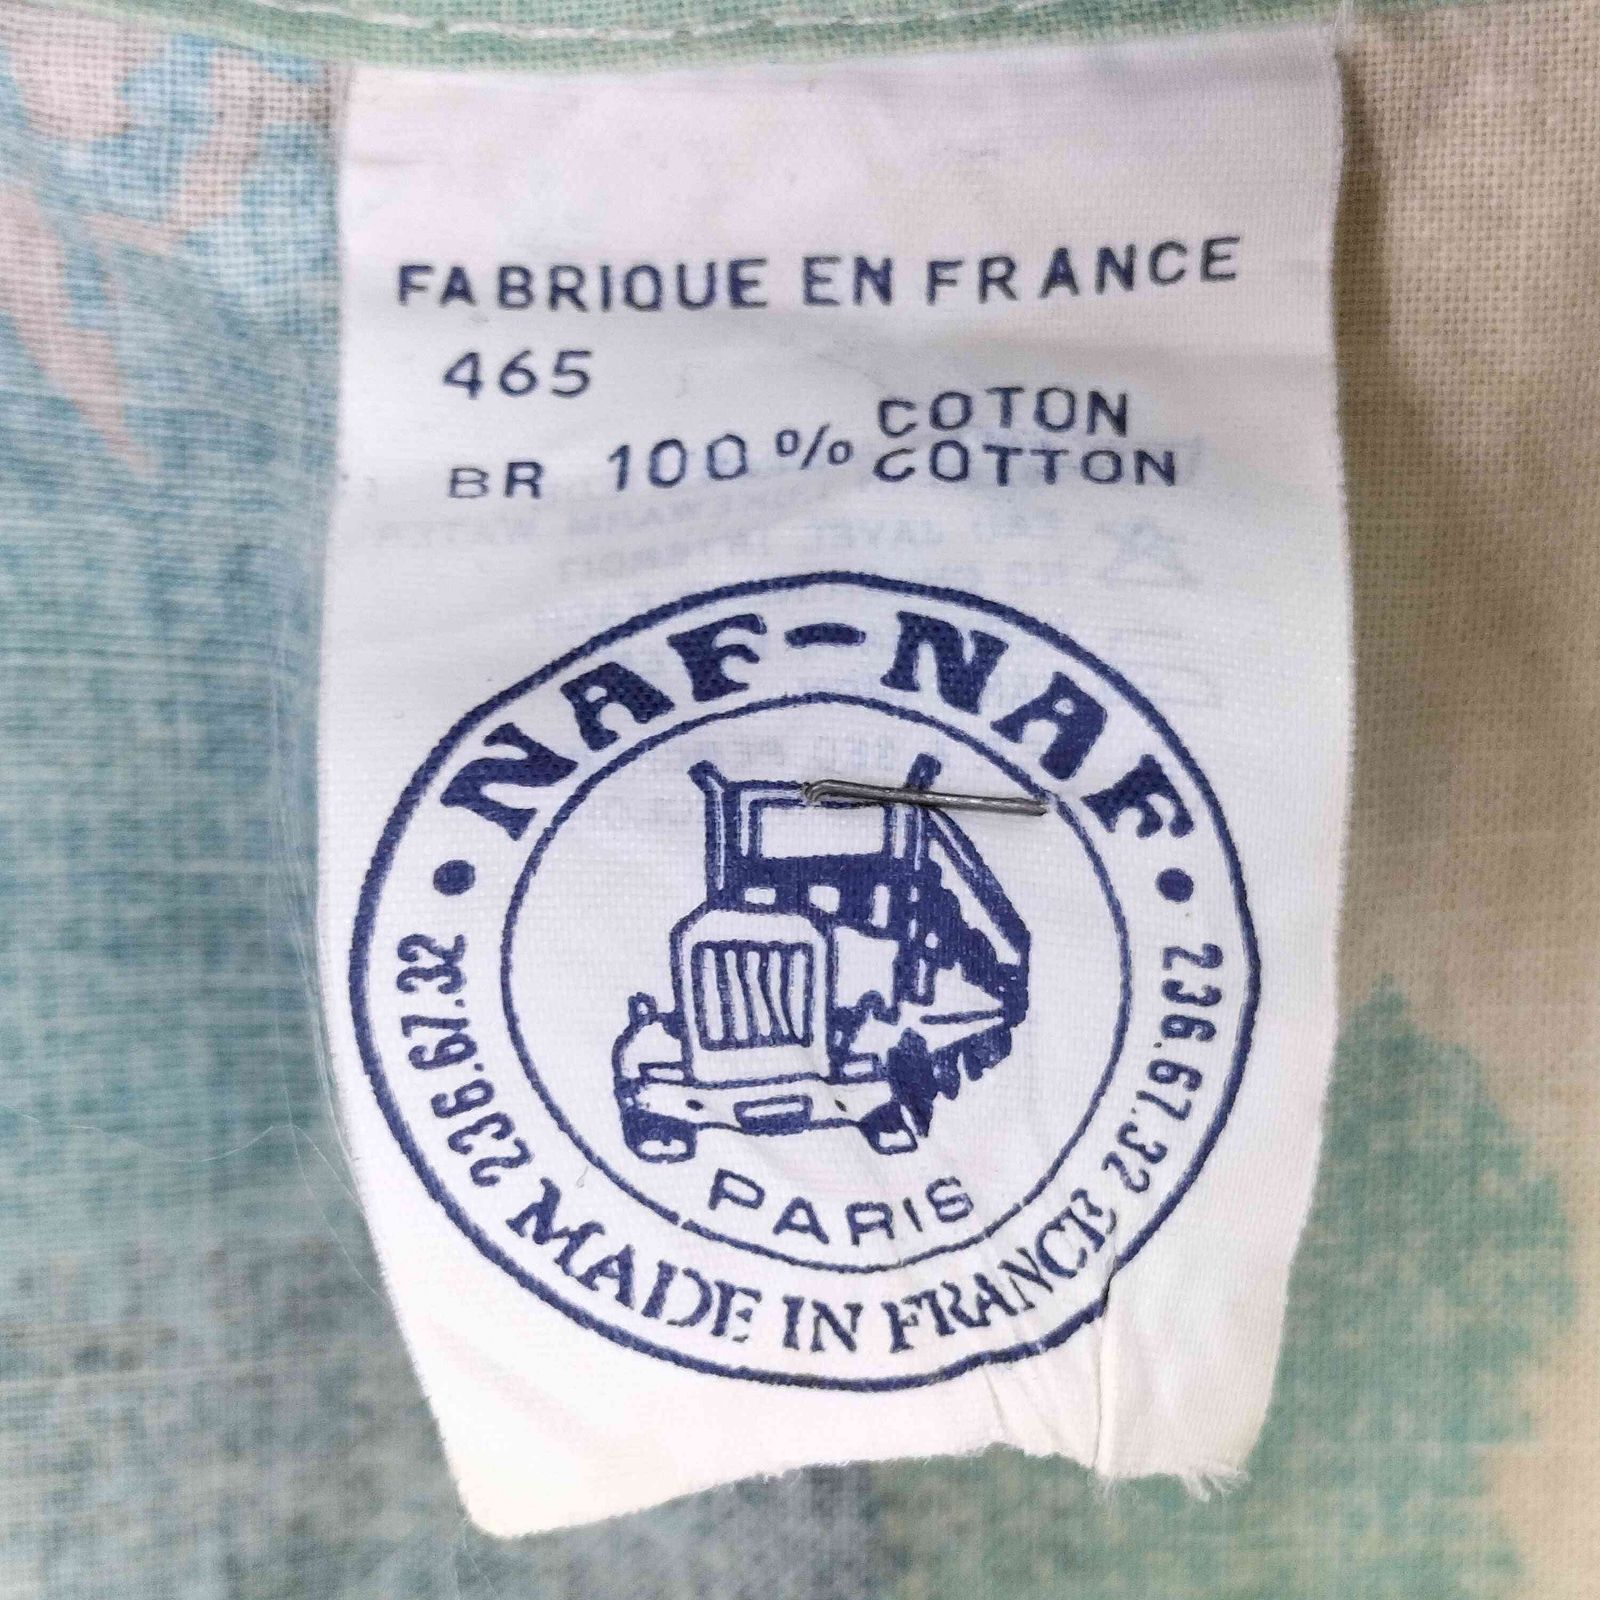 FABRIQUE EN FRANCE
465
BR 100% COTON
COTTON
NAF-NAF
236.67.32
236.67.32
PARIS
MADE IN FRANCE